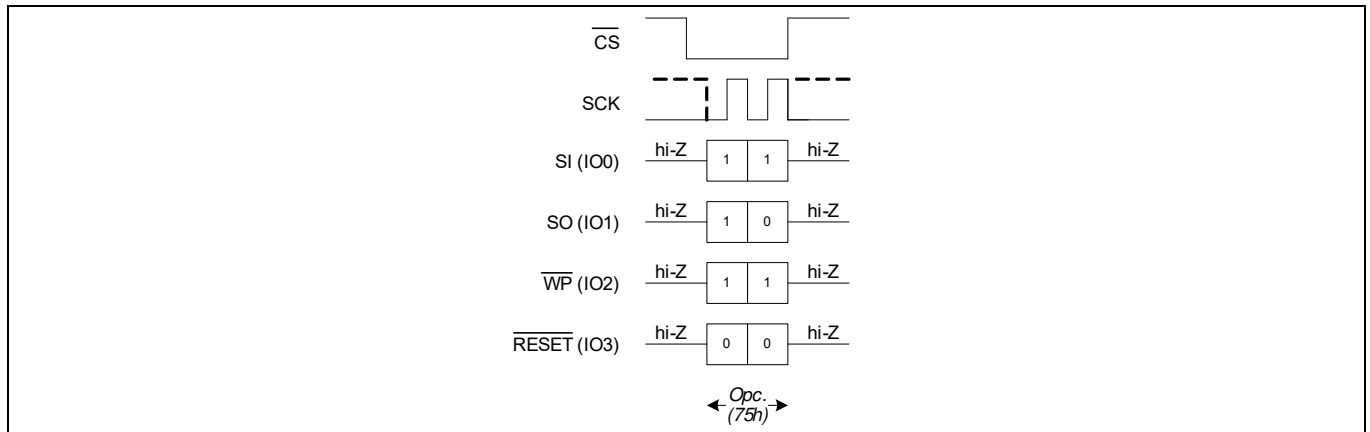 CS
SCK
SI (IO0) hi-Z 1 1 hi-Z
SO (IO1) hi-Z 1 0 hi-Z
WP (IO2) hi-Z 1 1 hi-Z
RESET (IO3) hi-Z 0 0 hi-Z
Opc.
(75h)